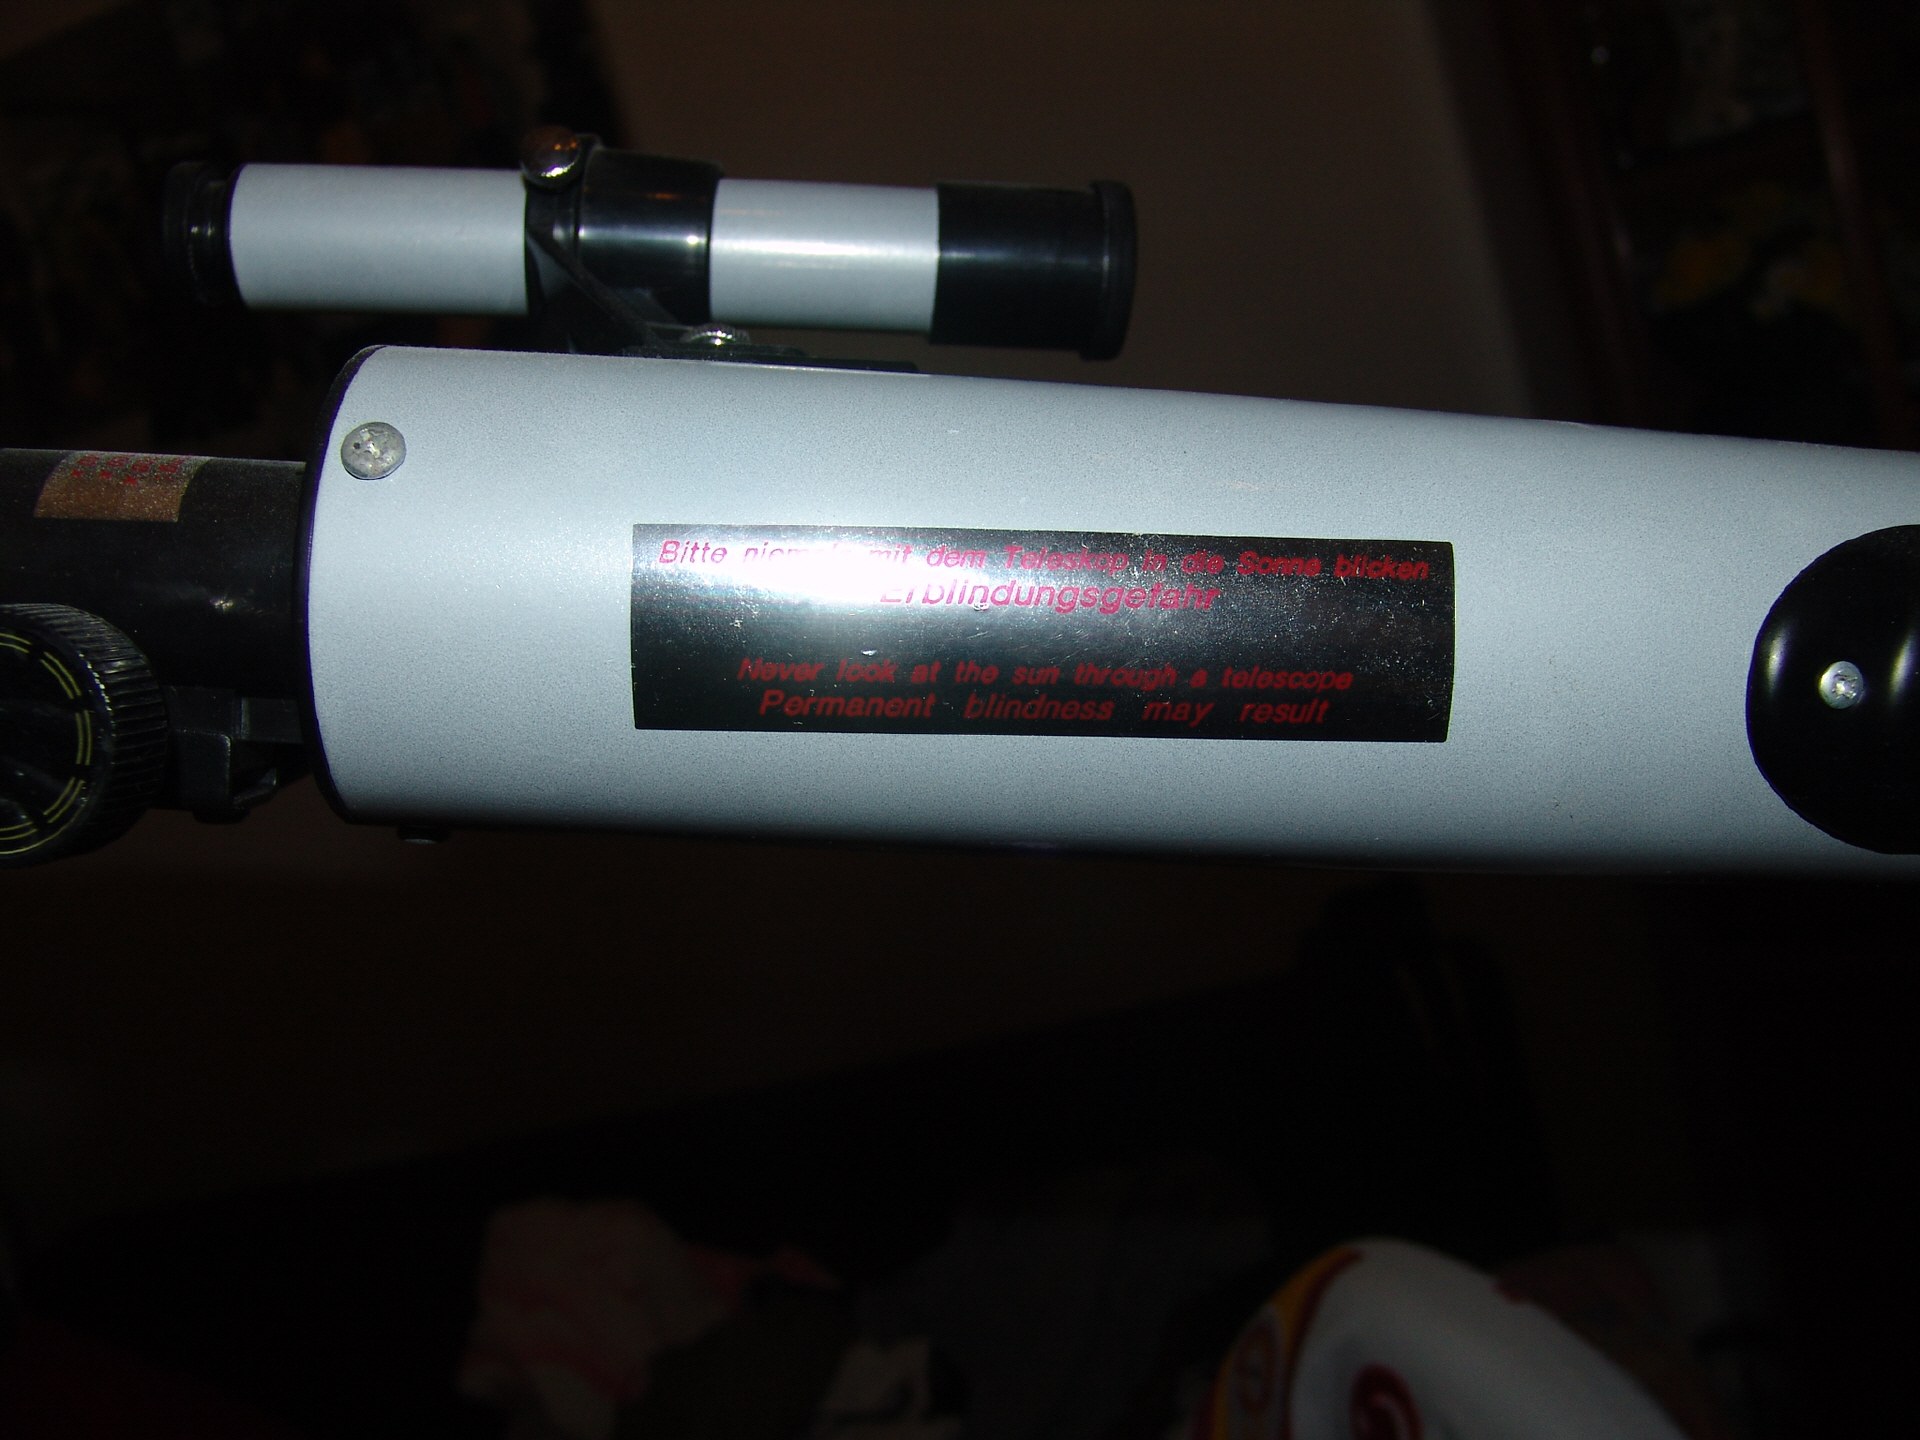 Bitte niemals mit dem Teleskop in die Sonne blicken
Erblindungsgefahr
Never look at the sun through a telescope
Permanent blindness may result